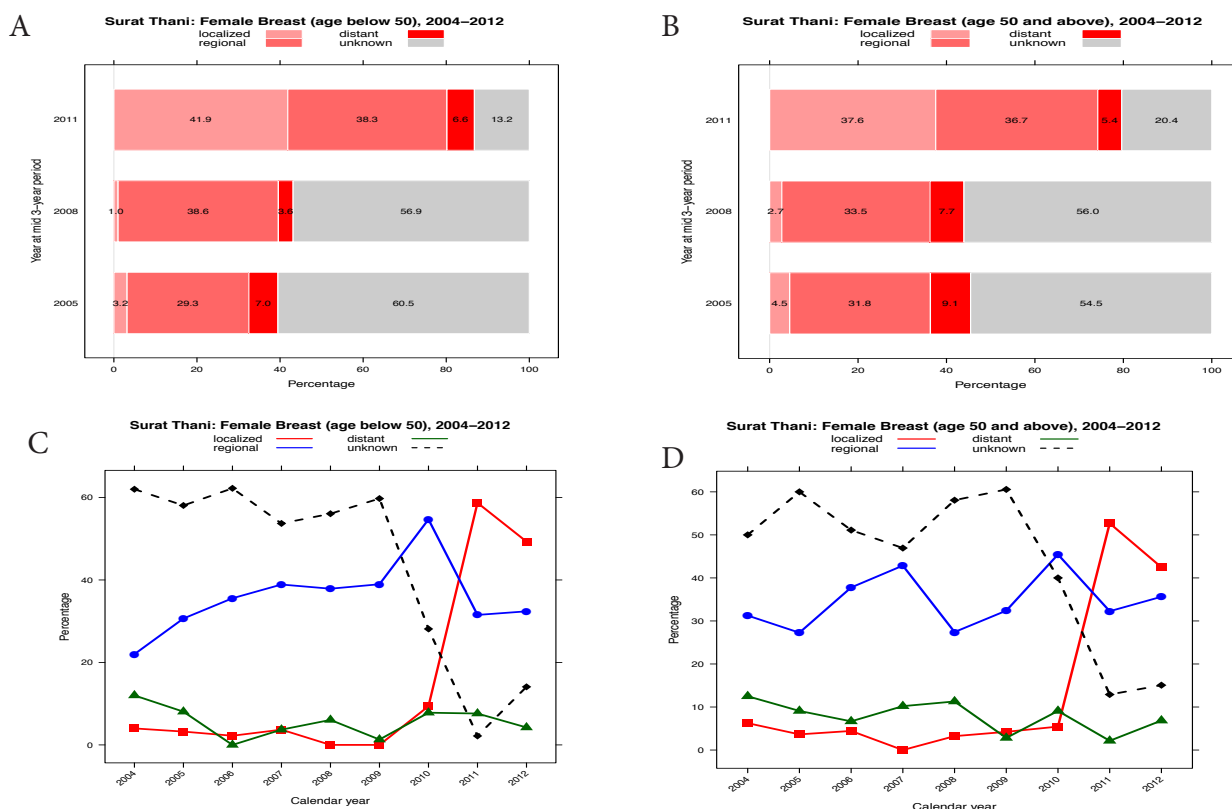 A
Surat Thani: Female Breast (age below 50), 2004–2012
localized distant
regional unknown
2011 41.9 38.3 6.6 13.2
2008 1.0 38.6 3.6 56.9
2005 3.2 29.3 7.0 60.5
Year at mid 3–year period
0 20 40 60 80 100
Percentage
B
Surat Thani: Female Breast (age 50 and above), 2004–2012
localized distant
regional unknown
2011 37.6 36.7 5.4 20.4
2008 2.7 33.5 7.7 56.0
2005 4.5 31.8 9.1 54.5
Year at mid 3–year period
0 20 40 60 80 100
Percentage
C
Surat Thani: Female Breast (age below 50), 2004–2012
localized distant
regional unknown
60
40
20
0
Percentage
2004 2005 2006 2007 2008 2009 2010 2011 2012
Calendar year
D
Surat Thani: Female Breast (age 50 and above), 2004–2012
localized distant
regional unknown
60
50
40
30
20
10
0
Percentage
2004 2005 2006 2007 2008 2009 2010 2011 2012
Calendar year